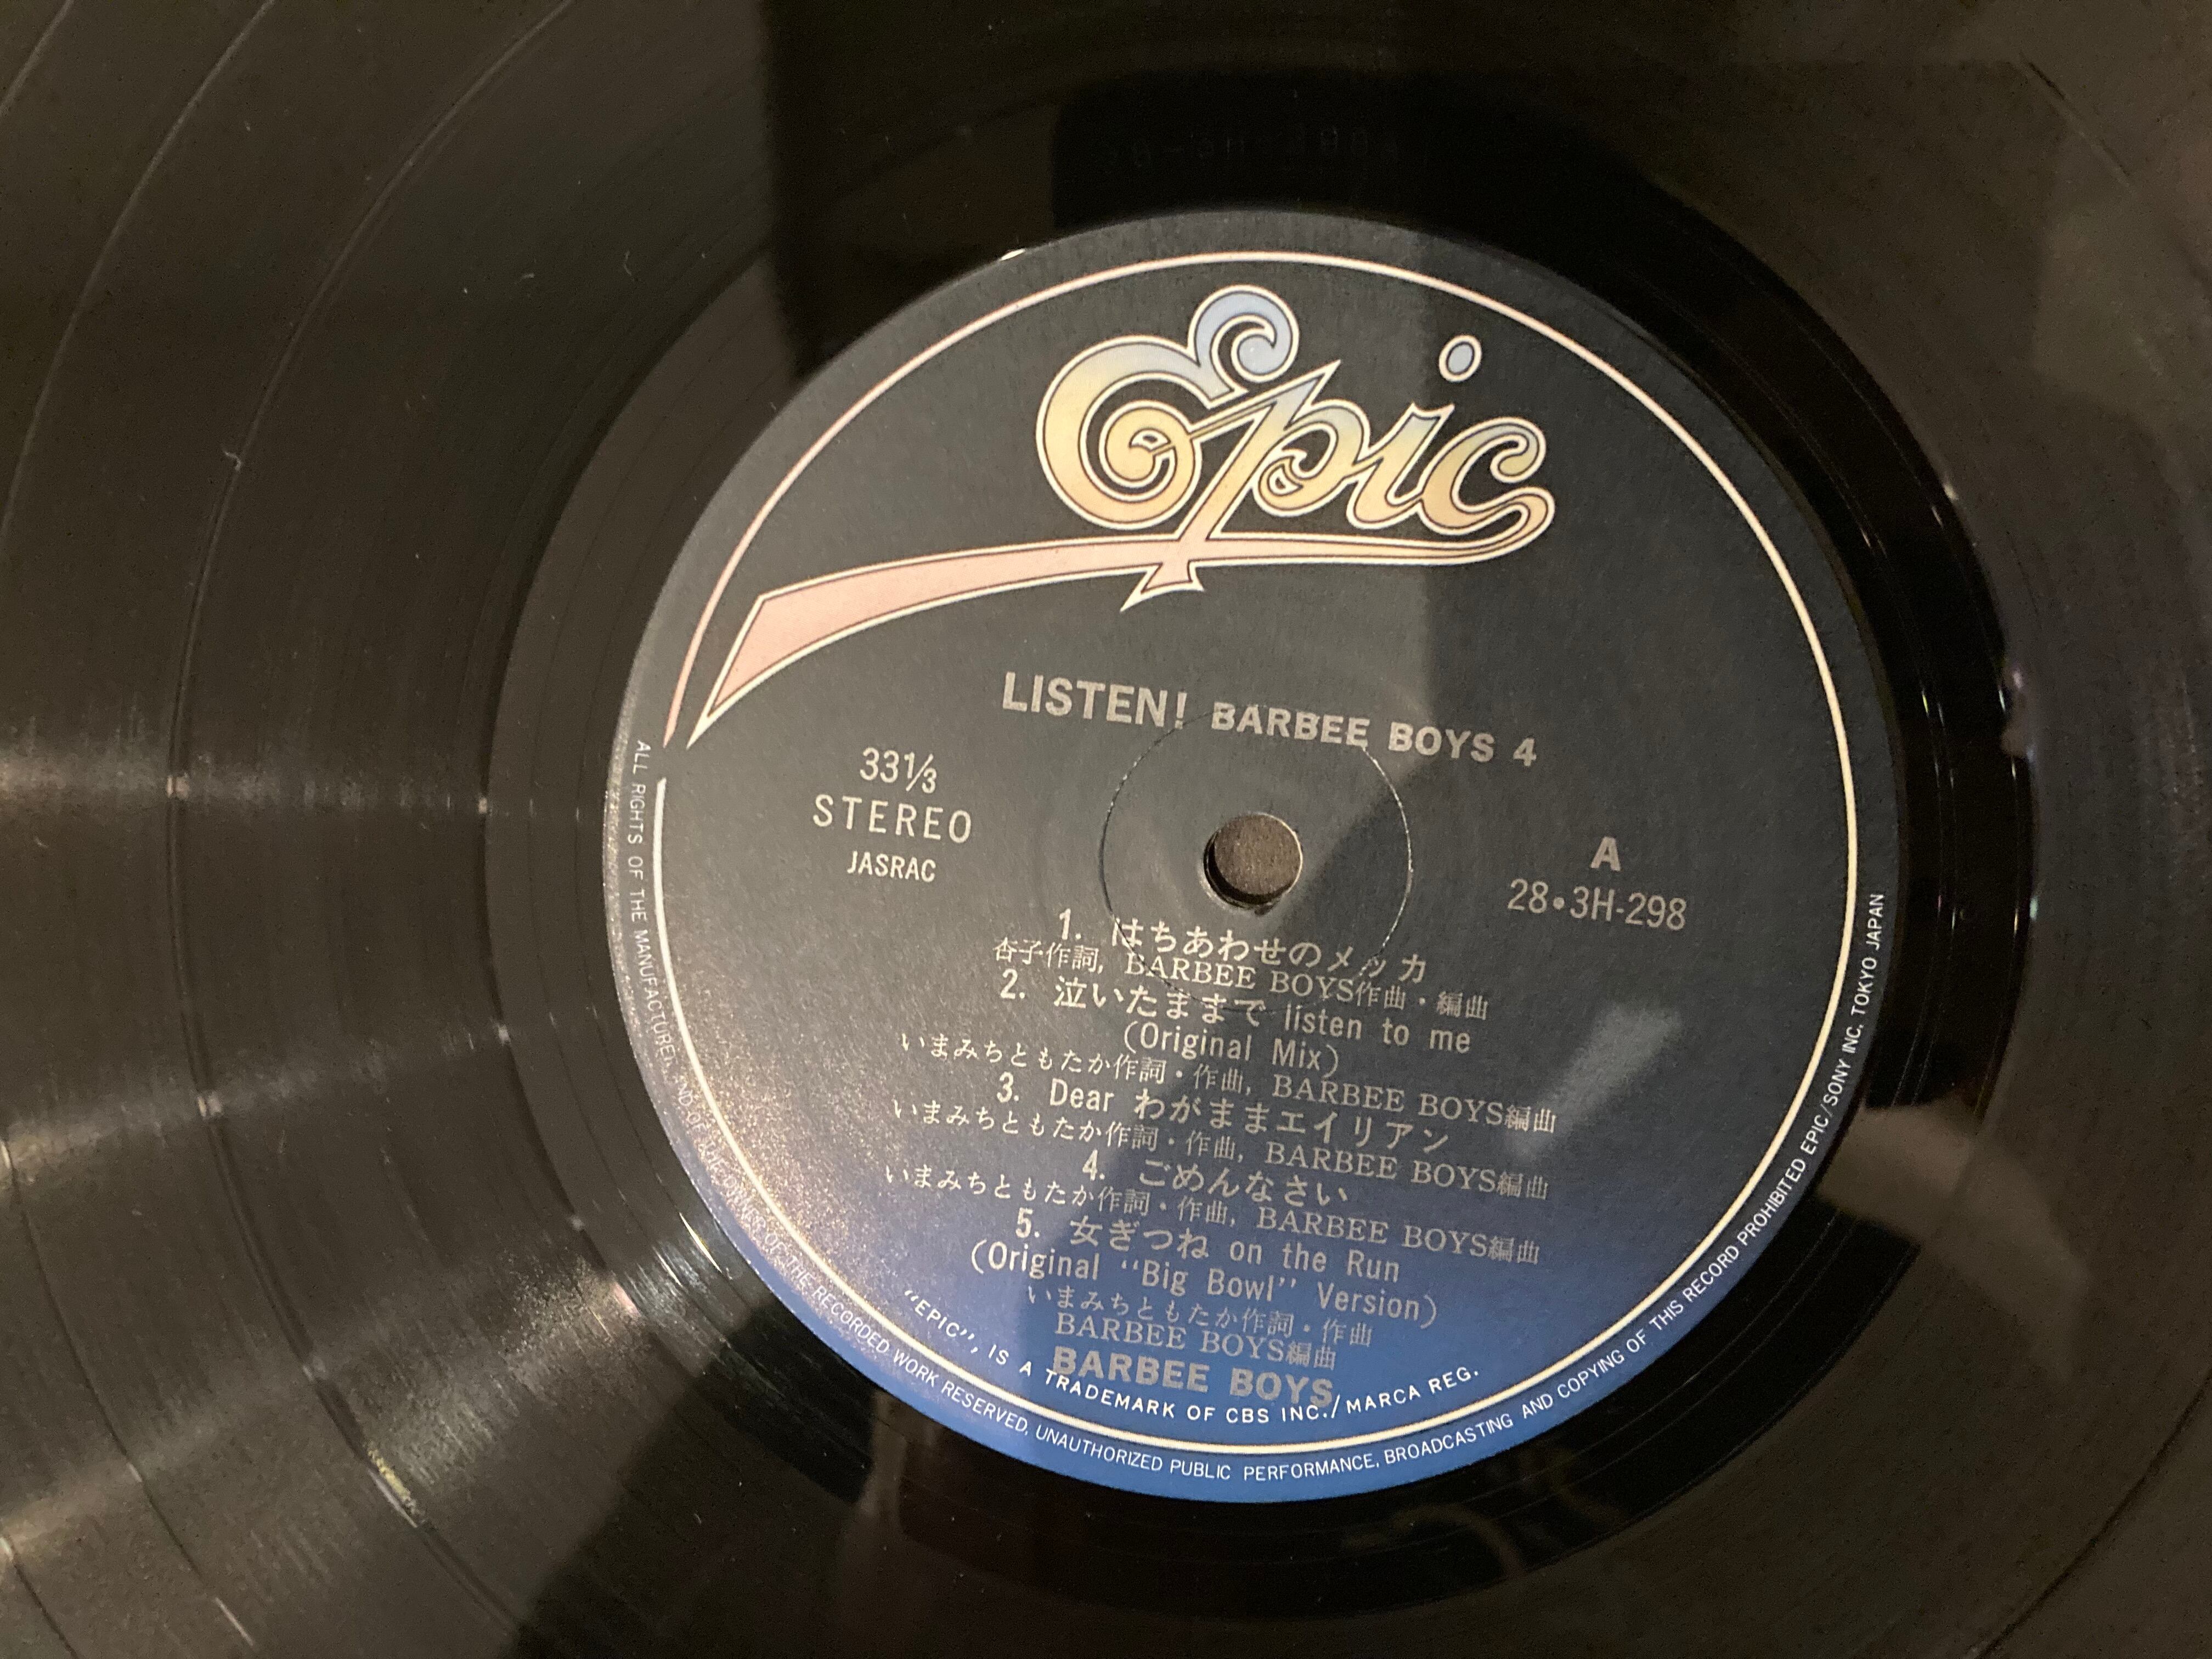 Epic
LISTEN! BARBEE BOYS 4
33⅓
STEREO
JASRAC
A
28•3H-298
1. はちあわせのメッカ
杏子作詞, BARBEE BOYS作曲・編曲
2. 泣いたままで listen to me
(Original Mix)
いまみちともたか作詞・作曲, BARBEE BOYS編曲
3. Dear わがままエイリアン
いまみちともたか作詞・作曲, BARBEE BOYS編曲
4. ごめんなさい
いまみちともたか作詞・作曲, BARBEE BOYS編曲
5. 女ぎつね on the Run
(Original “Big Bowl” Version)
いまみちともたか作詞・作曲
BARBEE BOYS編曲
BARBEE BOYS
“EPIC”, IS A TRADEMARK OF CBS INC./MARCA REG.
ALL RIGHTS OF THE MANUFACTURER AND OF THE OWNER OF THE RECORDED WORK RESERVED, UNAUTHORIZED PUBLIC PERFORMANCE, BROADCASTING AND COPYING OF THIS RECORD PROHIBITED EPIC/SONY INC. TOKYO JAPAN